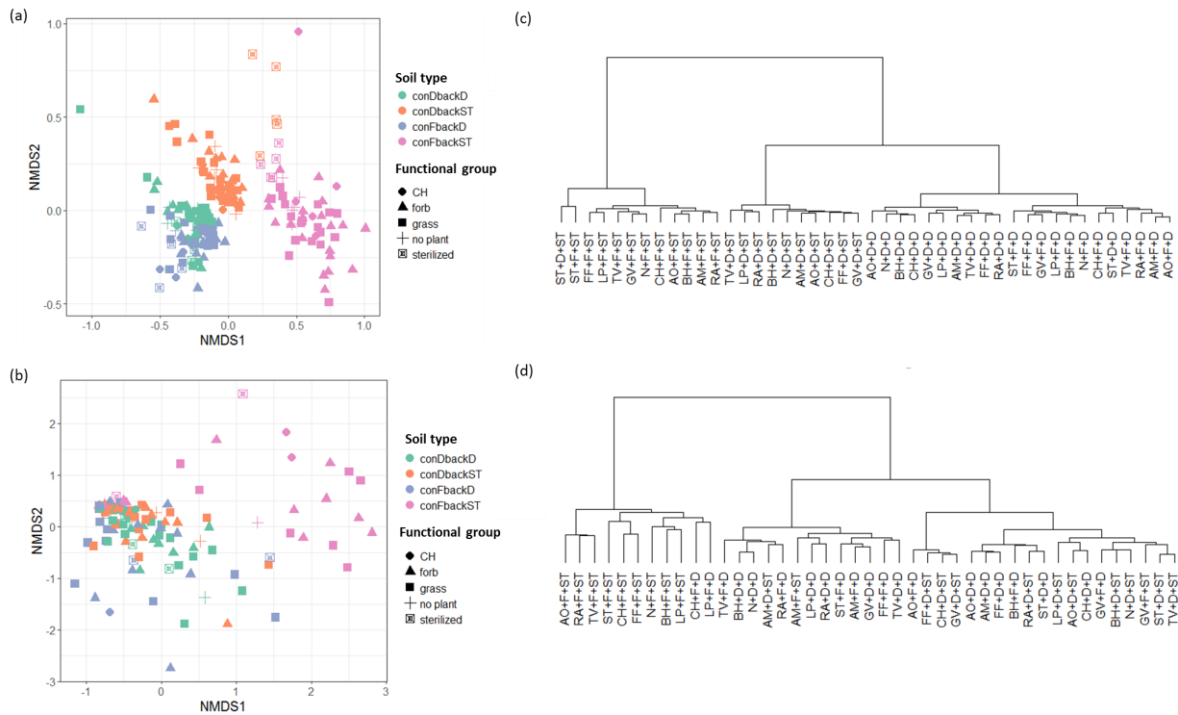 (a)
1.0
0.5
0.0
-0.5
NMDS2
-1.0
-0.5
0.0
0.5
1.0
NMDS1
Soil type
conDbackD
conDbackST
conFbackD
conFbackST
Functional group
CH
forb
grass
no plant
sterilized
(c)
ST+D+ST
ST+F+ST
FF+F+ST
LP+F+ST
TV+F+ST
GV+F+ST
N+F+ST
CH+F+ST
AO+F+ST
BH+F+ST
AM+F+ST
RA+F+ST
TV+D+ST
LP+D+ST
RA+D+ST
BH+D+ST
N+D+ST
AM+D+ST
AO+D+ST
CH+D+ST
FF+D+ST
GV+D+ST
AO+D+D
N+D+D
BH+D+D
CH+D+D
GV+D+D
LP+D+D
AM+D+D
TV+D+D
FF+D+D
RA+D+D
ST+F+D
FF+F+D
GV+F+D
LP+F+D
BH+F+D
N+F+D
CH+F+D
ST+D+D
TV+F+D
RA+F+D
AM+F+D
AO+F+D
(b)
2
1
0
-1
-2
-3
NMDS2
-1
0
1
2
3
NMDS1
Soil type
conDbackD
conDbackST
conFbackD
conFbackST
Functional group
CH
forb
grass
no plant
sterilized
(d)
AO+F+ST
RA+F+ST
TV+F+ST
ST+F+ST
CH+F+ST
FF+F+ST
N+F+ST
BH+F+ST
LP+F+ST
CH+F+D
LP+F+D
TV+F+D
BH+D+D
N+D+D
AM+D+ST
RA+F+D
AM+F+ST
LP+D+D
RA+D+D
ST+F+D
AM+F+D
GV+D+D
FF+F+D
TV+D+D
AO+F+D
FF+D+ST
CH+D+ST
GV+D+ST
AO+D+D
AM+D+D
FF+D+D
BH+F+D
RA+D+ST
ST+D+D
LP+D+ST
AO+D+ST
CH+D+D
GV+F+D
BH+D+ST
N+D+ST
GV+F+ST
ST+D+ST
TV+D+ST